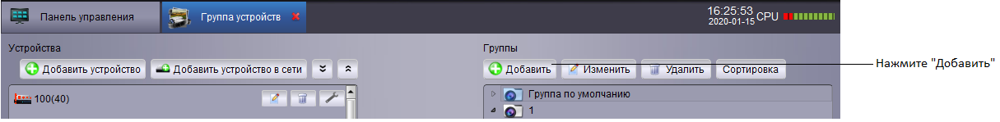 Панель управления
Группа устройств
16:25:53
2020-01-15
CPU
Устройства
Группы
Добавить устройство
Добавить устройство в сети
Добавить
Изменить
Удалить
Сортировка
Нажмите "Добавить"
100(40)
Группа по умолчанию
1